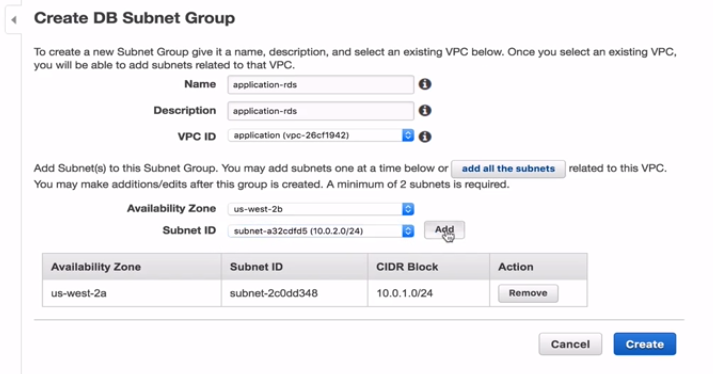 Create DB Subnet Group
To create a new Subnet Group give it a name, description, and select an existing VPC below. Once you select an existing VPC,
you will be able to add subnets related to that VPC.
Name application-rds
Description application-rds
VPC ID application (vpc-26cf1942)
Add Subnet(s) to this Subnet Group. You may add subnets one at a time below or add all the subnets related to this VPC.
You may make additions/edits after this group is created. A minimum of 2 subnets is required.
Availability Zone us-west-2b
Subnet ID subnet-a32cdfd5 (10.0.2.0/24) Add
Availability Zone Subnet ID CIDR Block Action
us-west-2a subnet-2c0dd348 10.0.1.0/24 Remove
Cancel Create